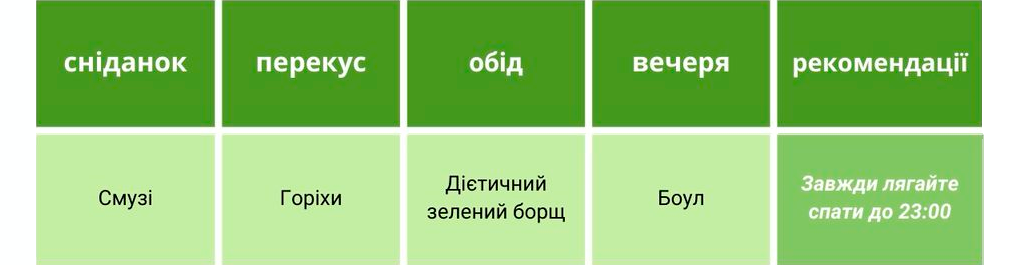 сніданок
перекус
обід
вечеря
рекомендації
Смузі
Горіхи
Дієтичний
зелений борщ
Боул
Завжди лягайте
спати до 23:00